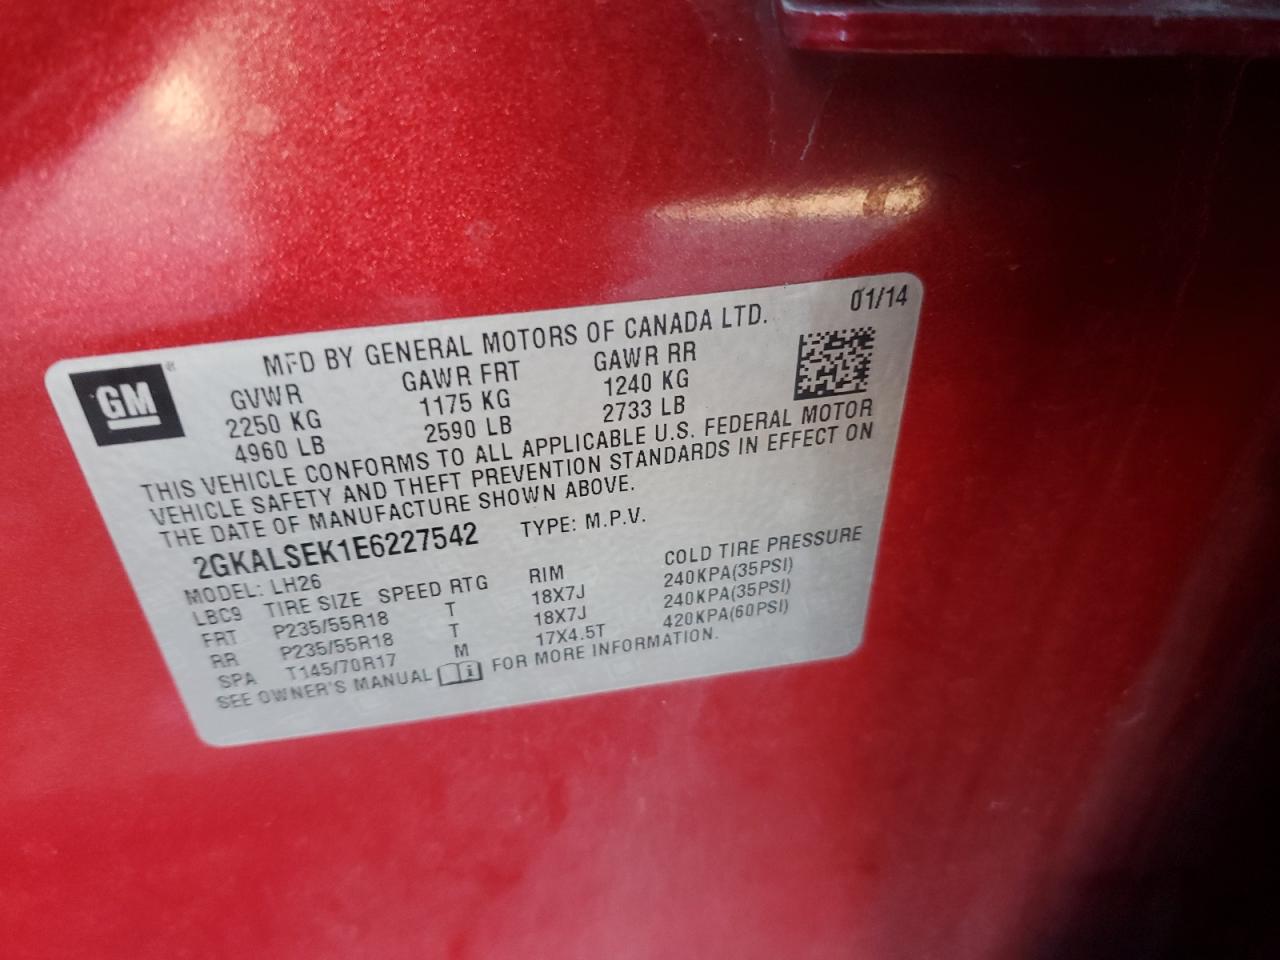 GM
MFD BY GENERAL MOTORS OF CANADA LTD. 01/14
GVWR GAWR FRT GAWR RR
2250 KG 1175 KG 1240 KG
4960 LB 2590 LB 2733 LB
THIS VEHICLE CONFORMS TO ALL APPLICABLE U.S. FEDERAL MOTOR
VEHICLE SAFETY AND THEFT PREVENTION STANDARDS IN EFFECT ON
THE DATE OF MANUFACTURE SHOWN ABOVE.
2GKALSEK1E6227542 TYPE: M.P.V.
MODEL: LH26
LBC9 TIRE SIZE SPEED RTG RIM COLD TIRE PRESSURE
FRT P235/55R18 T 18X7J 240KPA(35PSI)
RR P235/55R18 T 18X7J 240KPA(35PSI)
SPA T145/70R17 M 17X4.5T 420KPA(60PSI)
SEE OWNER'S MANUAL i FOR MORE INFORMATION.